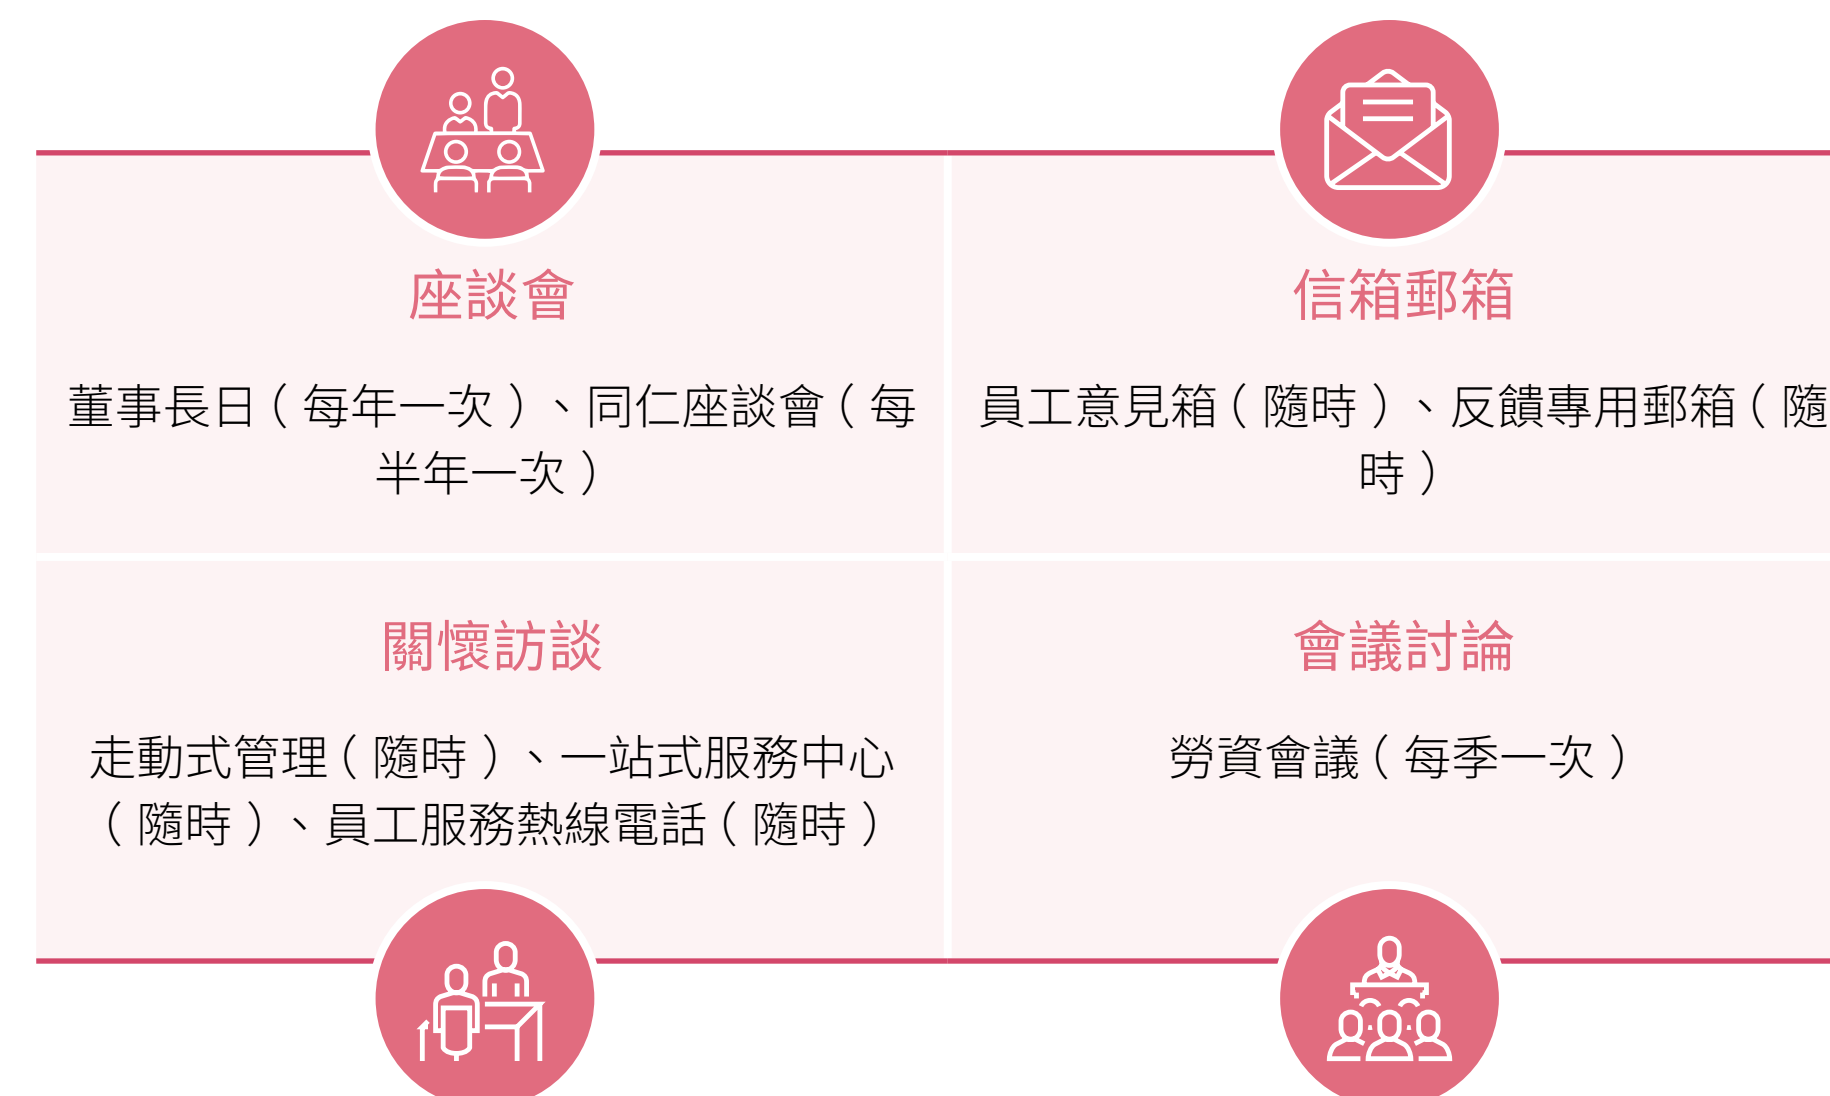 座談會
董事長日（每年一次）、同仁座談會（每
半年一次）
信箱郵箱
員工意見箱（隨時）、反饋專用郵箱（隨
時）
關懷訪談
走動式管理（隨時）、一站式服務中心
（隨時）、員工服務熱線電話（隨時）
會議討論
勞資會議（每季一次）